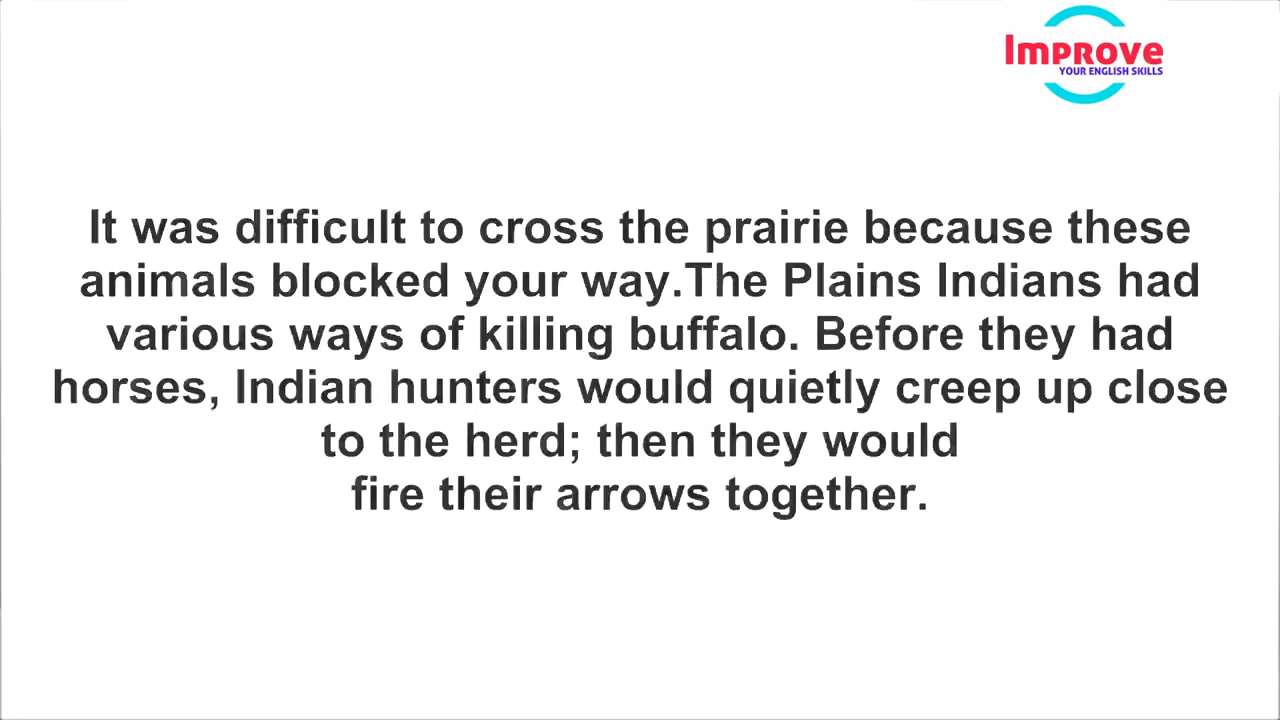 Improve
YOUR ENGLISH SKILLS
It was difficult to cross the prairie because these
animals blocked your way.The Plains Indians had
various ways of killing buffalo. Before they had
horses, Indian hunters would quietly creep up close
to the herd; then they would
fire their arrows together.